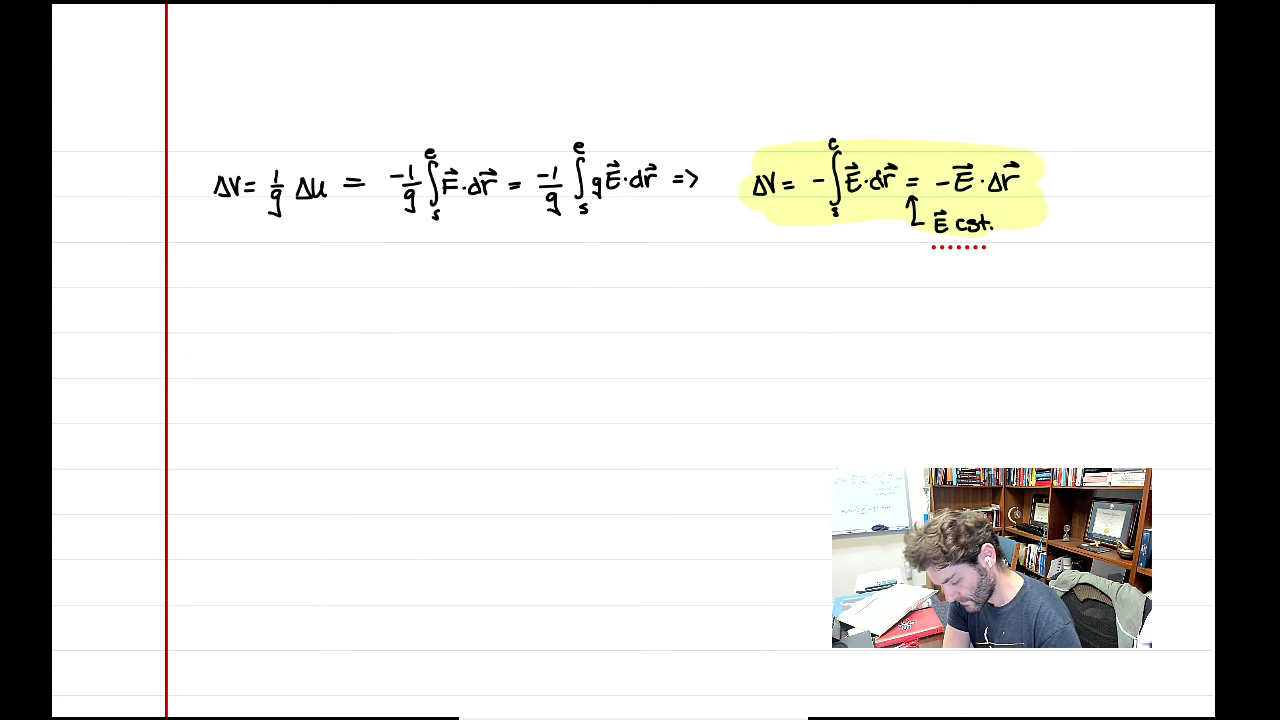 ΔV = 1/q Δu = -1/q ∫ₛᵉ F⃗·dr⃗ = -1/q ∫ₛᵉ qE⃗·dr⃗ => ΔV = - ∫ₛᵉ E⃗·dr⃗ = -E⃗·Δr⃗
E⃗ cst.